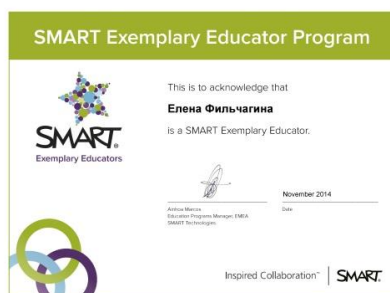 SMART Exemplary Educator Program
This is to acknowledge that
Елена Фильчагина
is a SMART Exemplary Educator.
SMART
Exemplary Educators
November 2014
Date
Education Programs Manager, EMEA
SMART Technologies
Inspired Collaboration™
SMART